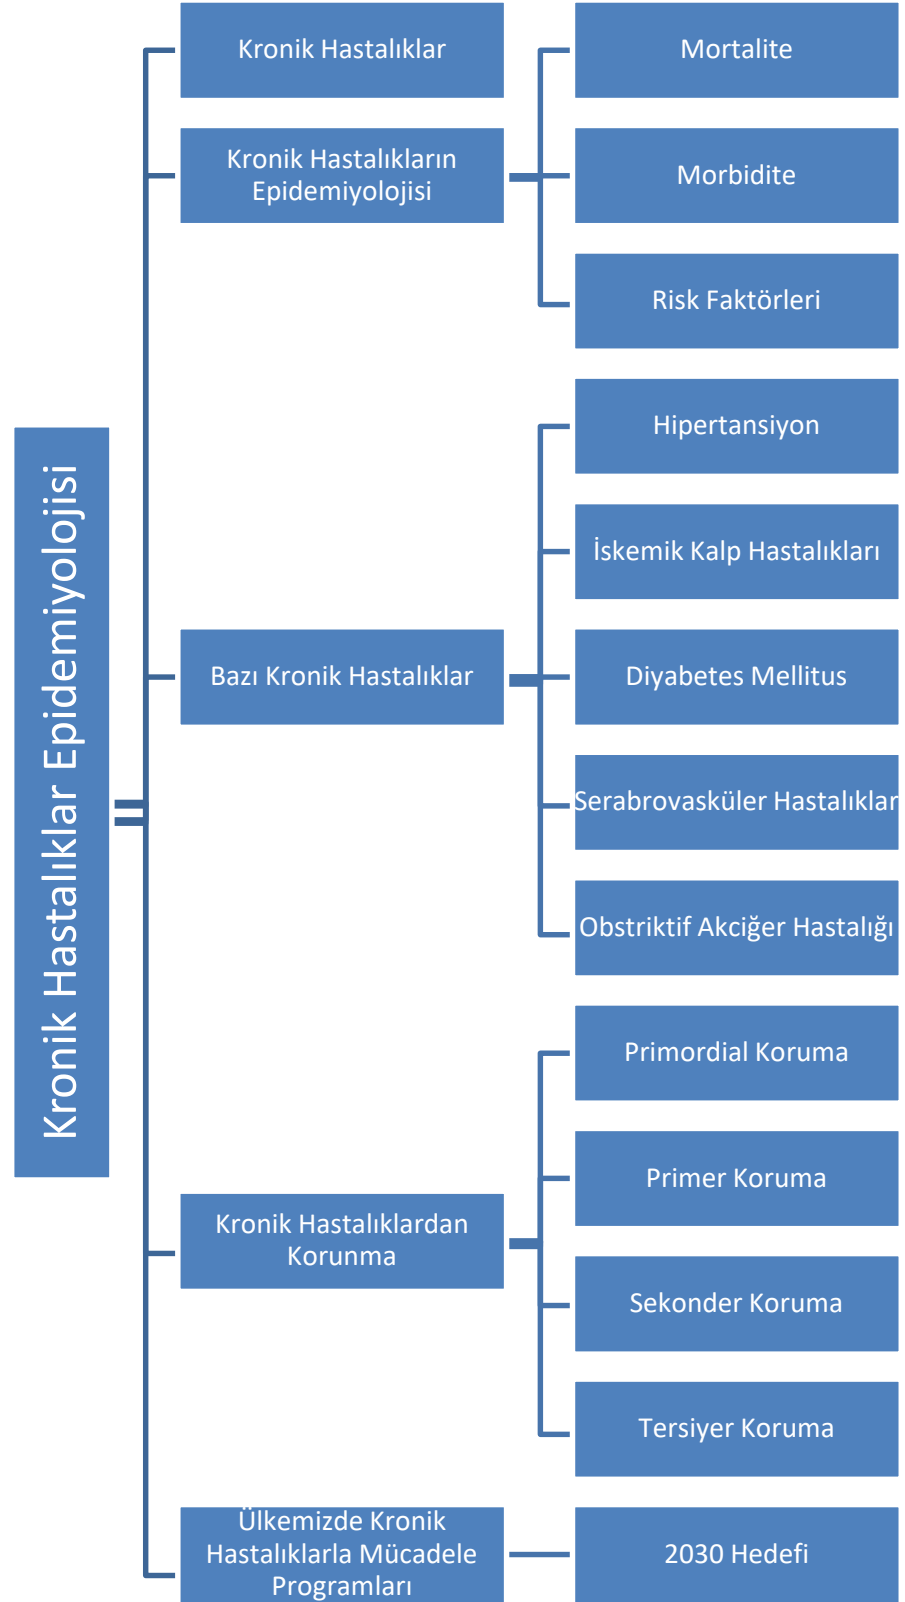 Kronik Hastalıklar Epidemiyolojisi
Kronik Hastalıklar
Kronik Hastalıkların
Epidemiyolojisi
Mortalite
Morbidite
Risk Faktörleri
Bazı Kronik Hastalıklar
Hipertansiyon
İskemik Kalp Hastalıkları
Diyabetes Mellitus
Serabrovasküler Hastalıklar
Obstriktif Akciğer Hastalığı
Kronik Hastalıklardan
Korunma
Primordial Koruma
Primer Koruma
Sekonder Koruma
Tersiyer Koruma
Ülkemizde Kronik
Hastalıklarla Mücadele
Programları
2030 Hedefi